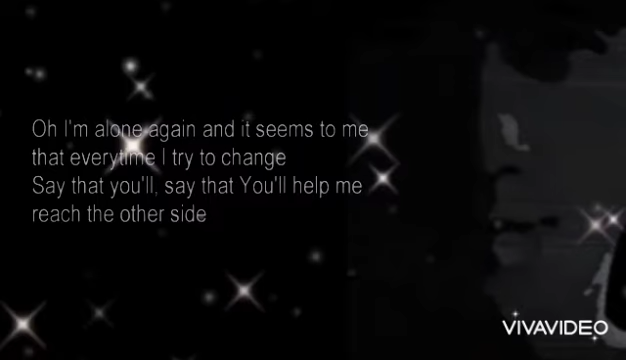 Oh I'm alone again and it seems to me
that everytime I try to change
Say that you'll, say that You'll help me
reach the other side
VIVAVIDEO